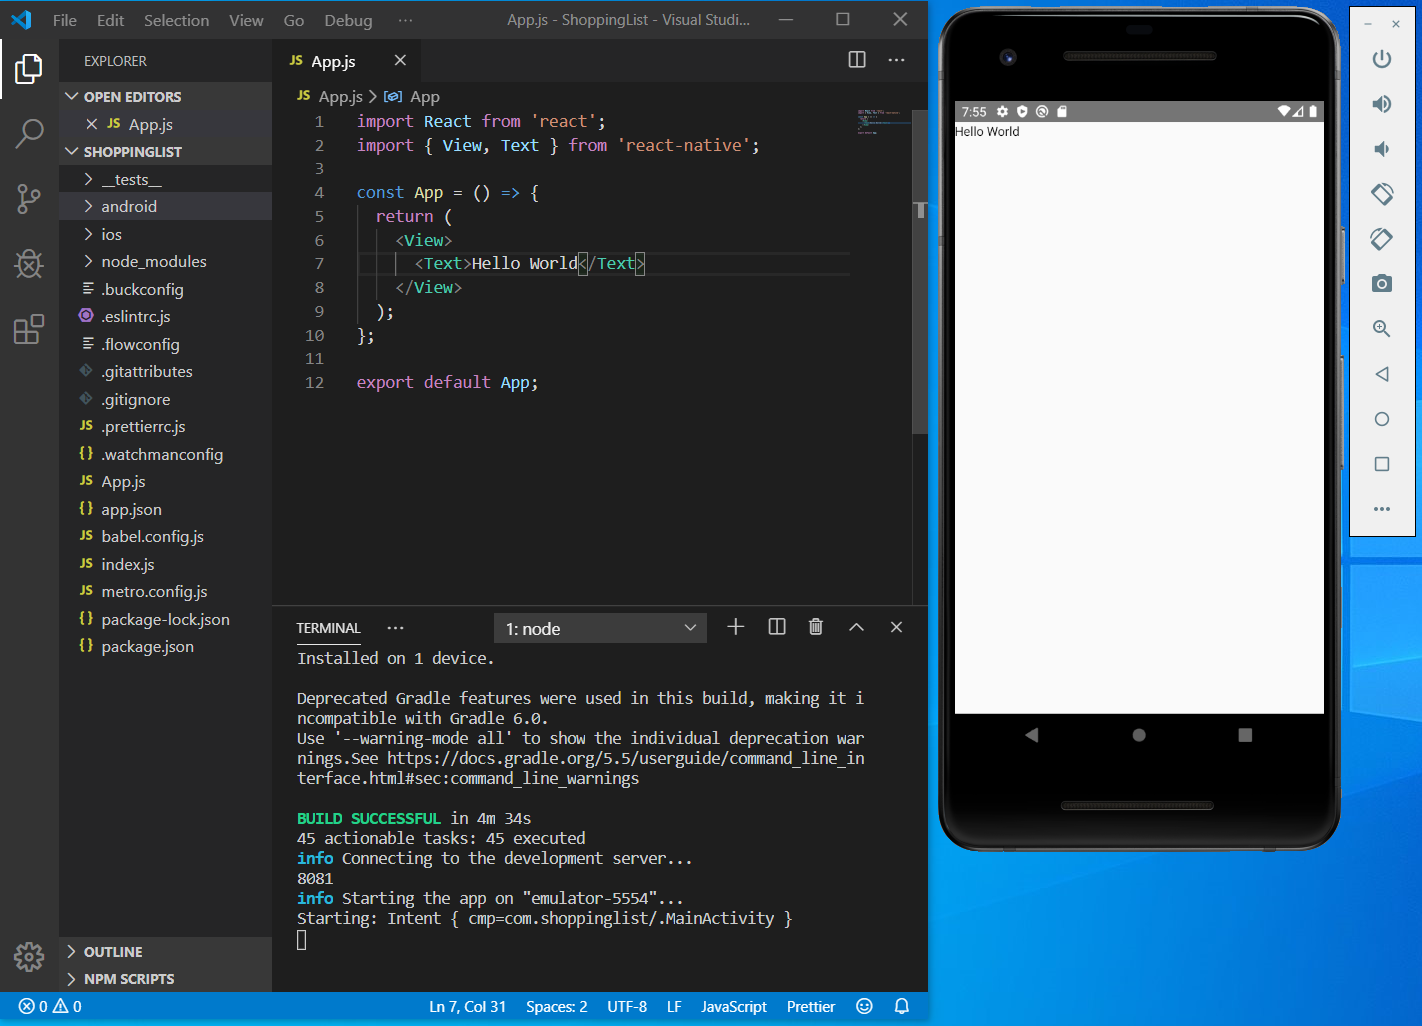 File Edit Selection View Go Debug ··· App.js - ShoppingList - Visual Studi...
EXPLORER
OPEN EDITORS
JS App.js
SHOPPINGLIST
__tests__
android
ios
node_modules
.buckconfig
.eslintrc.js
.flowconfig
.gitattributes
.gitignore
JS .prettierrc.js
{} .watchmanconfig
JS App.js
{} app.json
JS babel.config.js
JS index.js
JS metro.config.js
{} package-lock.json
{} package.json
OUTLINE
NPM SCRIPTS
JS App.js
JS App.js > App
1 import React from 'react';
2 import { View, Text } from 'react-native';
3
4 const App = () => {
5 return (
6 <View>
7 <Text>Hello World</Text>
8 </View>
9 );
10 };
11
12 export default App;
TERMINAL ··· 1: node
Installed on 1 device.
Deprecated Gradle features were used in this build, making it i
ncompatible with Gradle 6.0.
Use '--warning-mode all' to show the individual deprecation war
nings.See https://docs.gradle.org/5.5/userguide/command_line_in
terface.html#sec:command_line_warnings
BUILD SUCCESSFUL in 4m 34s
45 actionable tasks: 45 executed
info Connecting to the development server...
8081
info Starting the app on "emulator-5554"...
Starting: Intent { cmp=com.shoppinglist/.MainActivity }
0 0 Ln 7, Col 31 Spaces: 2 UTF-8 LF JavaScript Prettier
7:55
Hello World